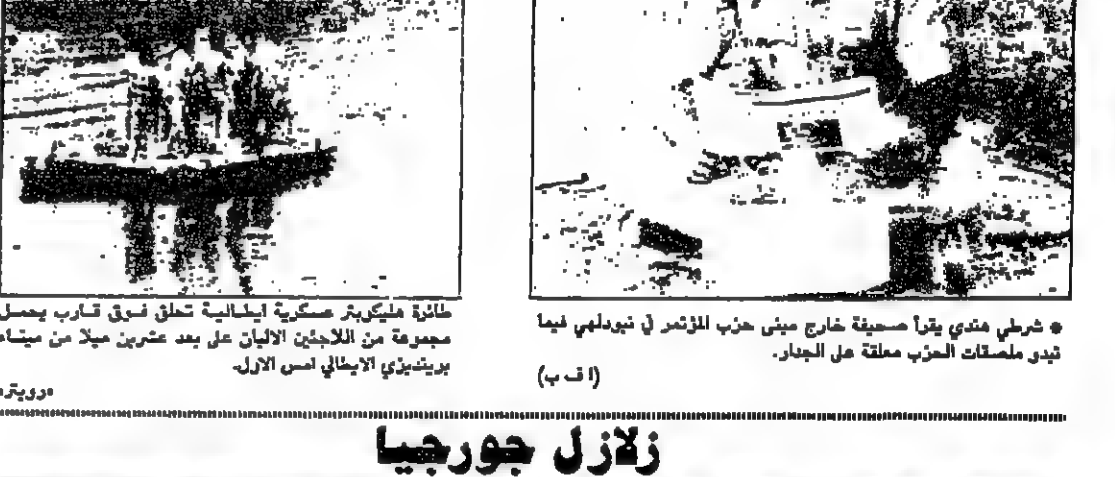 ● شرطي هندي يقرأ صحيفة خارج مبنى حزب المؤتمر في نيودلهي فيما
تبدو ملصقات الحزب معلقة على الجدار.
(ا ف ب)
طائرة هليكوبتر عسكرية ايطالية تحلق فوق قارب يحمل
مجموعة من اللاجئين الالبان على بعد عشرين ميلا من ميناء
برينديزي الايطالي امس الاول.
«رويتر»
زلازل جورجيا